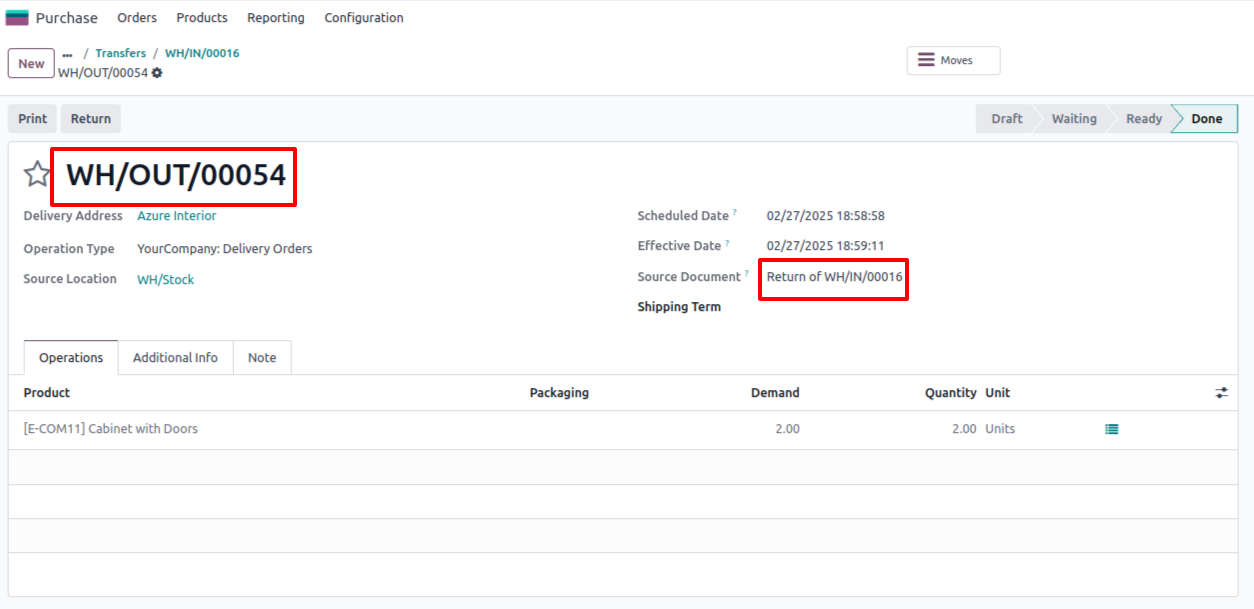 Purchase Orders Products Reporting Configuration
New ... / Transfers / WH/IN/00016
WH/OUT/00054
Moves
Print Return
Draft Waiting Ready Done
WH/OUT/00054
Delivery Address Azure Interior
Operation Type YourCompany: Delivery Orders
Source Location WH/Stock
Scheduled Date ? 02/27/2025 18:58:58
Effective Date ? 02/27/2025 18:59:11
Source Document ? Return of WH/IN/00016
Shipping Term
Operations Additional Info Note
Product Packaging Demand Quantity Unit
[E-COM11] Cabinet with Doors 2.00 2.00 Units